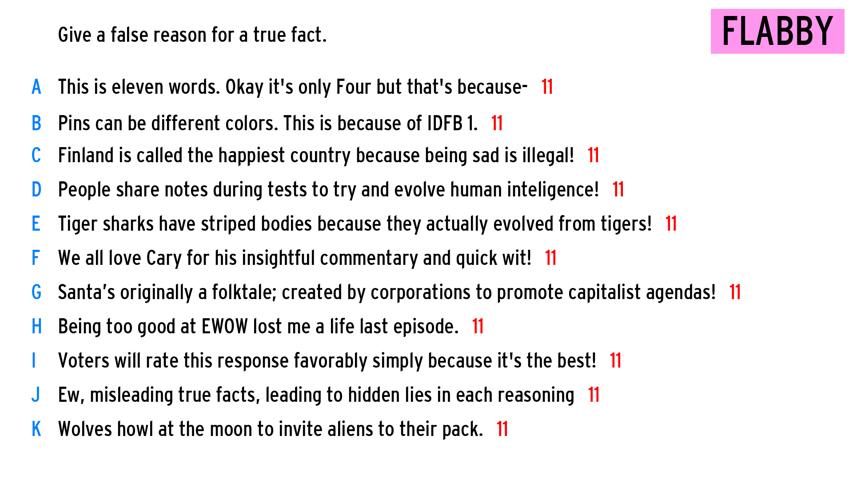 Give a false reason for a true fact.
FLABBY
A This is eleven words. Okay it's only Four but that's because- 11
B Pins can be different colors. This is because of IDFB 1. 11
C Finland is called the happiest country because being sad is illegal! 11
D People share notes during tests to try and evolve human inteligence! 11
E Tiger sharks have striped bodies because they actually evolved from tigers! 11
F We all love Cary for his insightful commentary and quick wit! 11
G Santa's originally a folktale; created by corporations to promote capitalist agendas! 11
H Being too good at EWOW lost me a life last episode. 11
I Voters will rate this response favorably simply because it's the best! 11
J Ew, misleading true facts, leading to hidden lies in each reasoning 11
K Wolves howl at the moon to invite aliens to their pack. 11